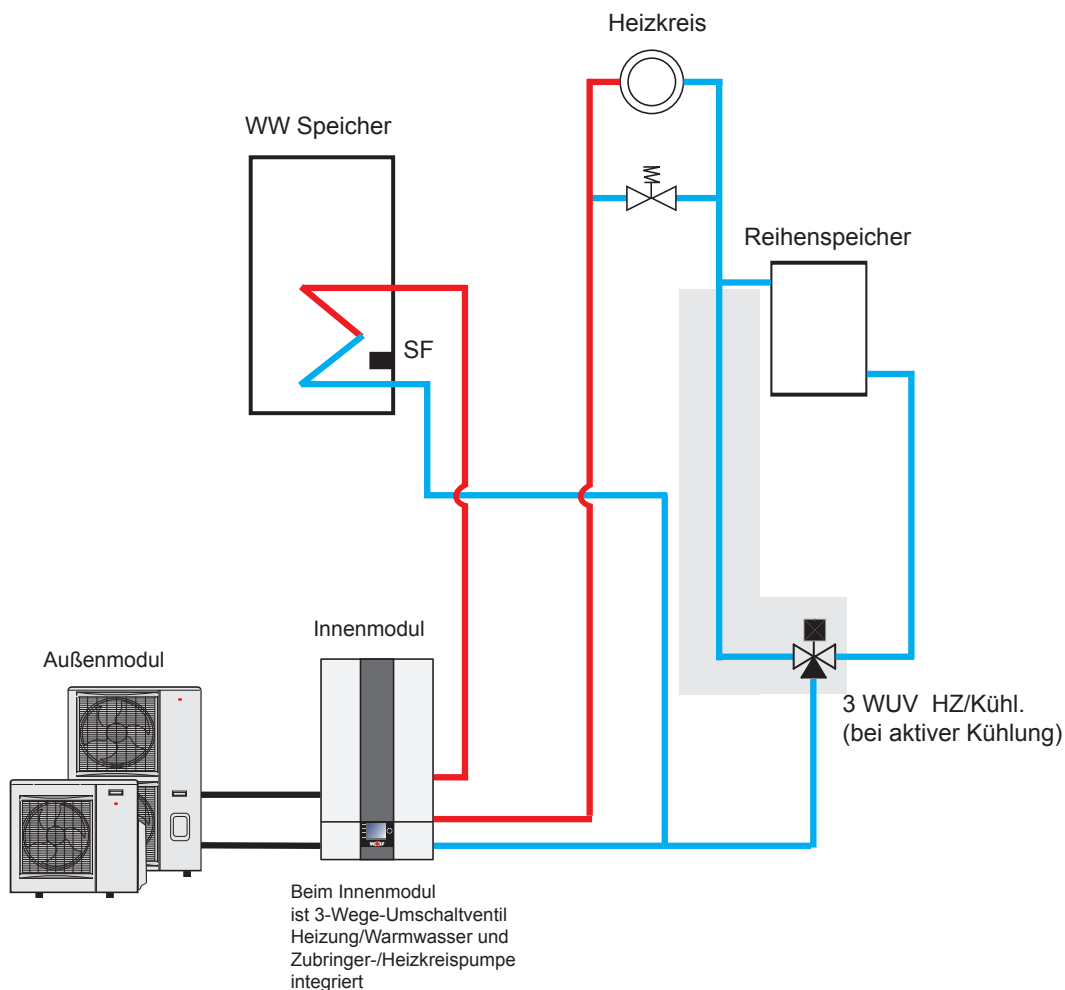 Heizkreis
WW Speicher
Reihenspeicher
SF
Innenmodul
Außenmodul
3 WUV HZ/Kühl.
(bei aktiver Kühlung)
WOLF
Beim Innenmodul
ist 3-Wege-Umschaltventil
Heizung/Warmwasser und
Zubringer-/Heizkreispumpe
integriert